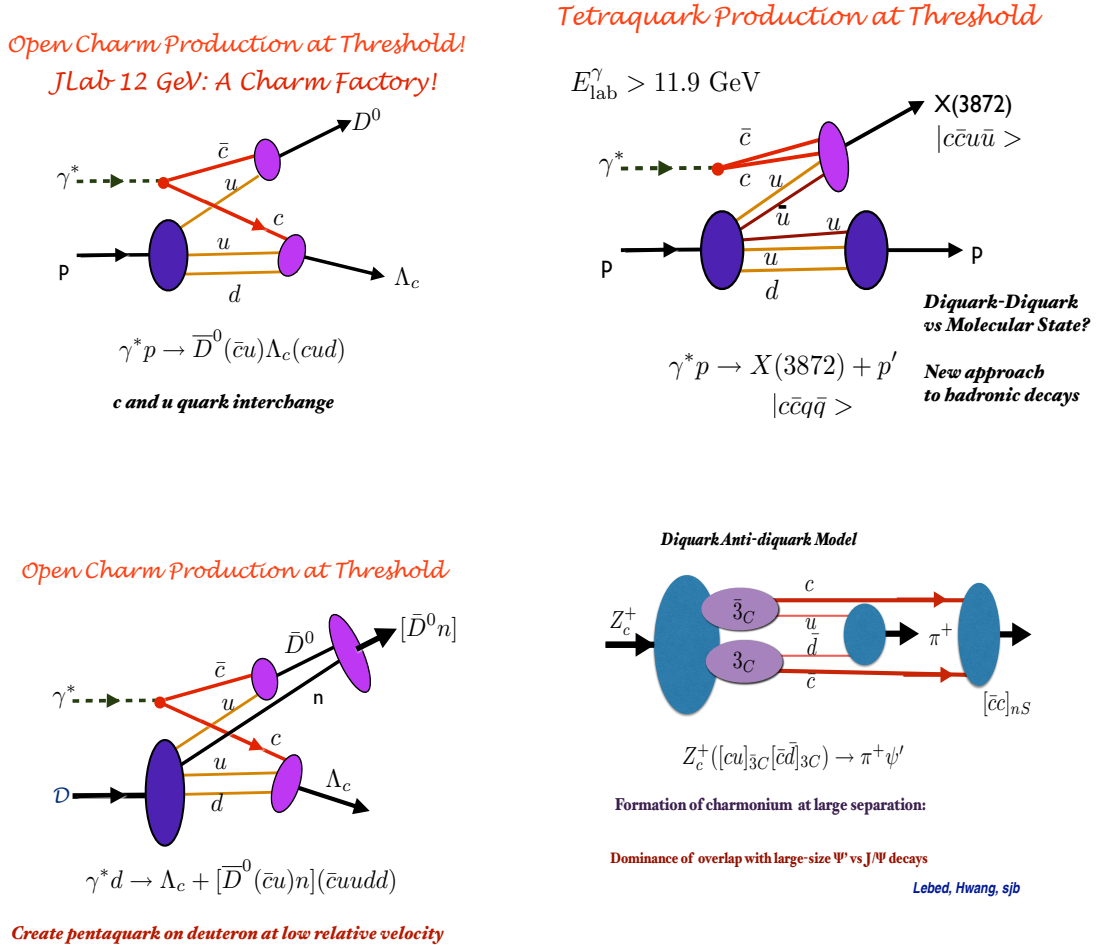 Open Charm Production at Threshold!
JLab 12 GeV: A Charm Factory!
D⁰
c̄
γ*
u
c
u
p
Λ_c
d
γ*p → D̅⁰(c̄u)Λ_c(cud)
c and u quark interchange
Tetraquark Production at Threshold
E^γ_lab > 11.9 GeV
X(3872)
|cc̄uū >
c̄
γ*
c
u
ū
u
p
u
p
d
Diquark-Diquark
vs Molecular State?
γ*p → X(3872) + p′
|cc̄qq̄ >
New approach
to hadronic decays
Open Charm Production at Threshold
[D̄⁰n]
D̄⁰
c̄
γ*
u
n
c
u
Λ_c
D
d
γ*d → Λ_c + [D̅⁰(c̄u)n](c̄uudd)
Create pentaquark on deuteron at low relative velocity
Diquark Anti-diquark Model
c
Z_c⁺
3̄_C
u
π⁺
d̄
3_C
c̄
[c̄c]_nS
Z_c⁺([cu]_3̄C[c̄d̄]_3C) → π⁺ψ′
Formation of charmonium at large separation:
Dominance of overlap with large-size Ψ' vs J/Ψ decays
Lebed, Hwang, sjb